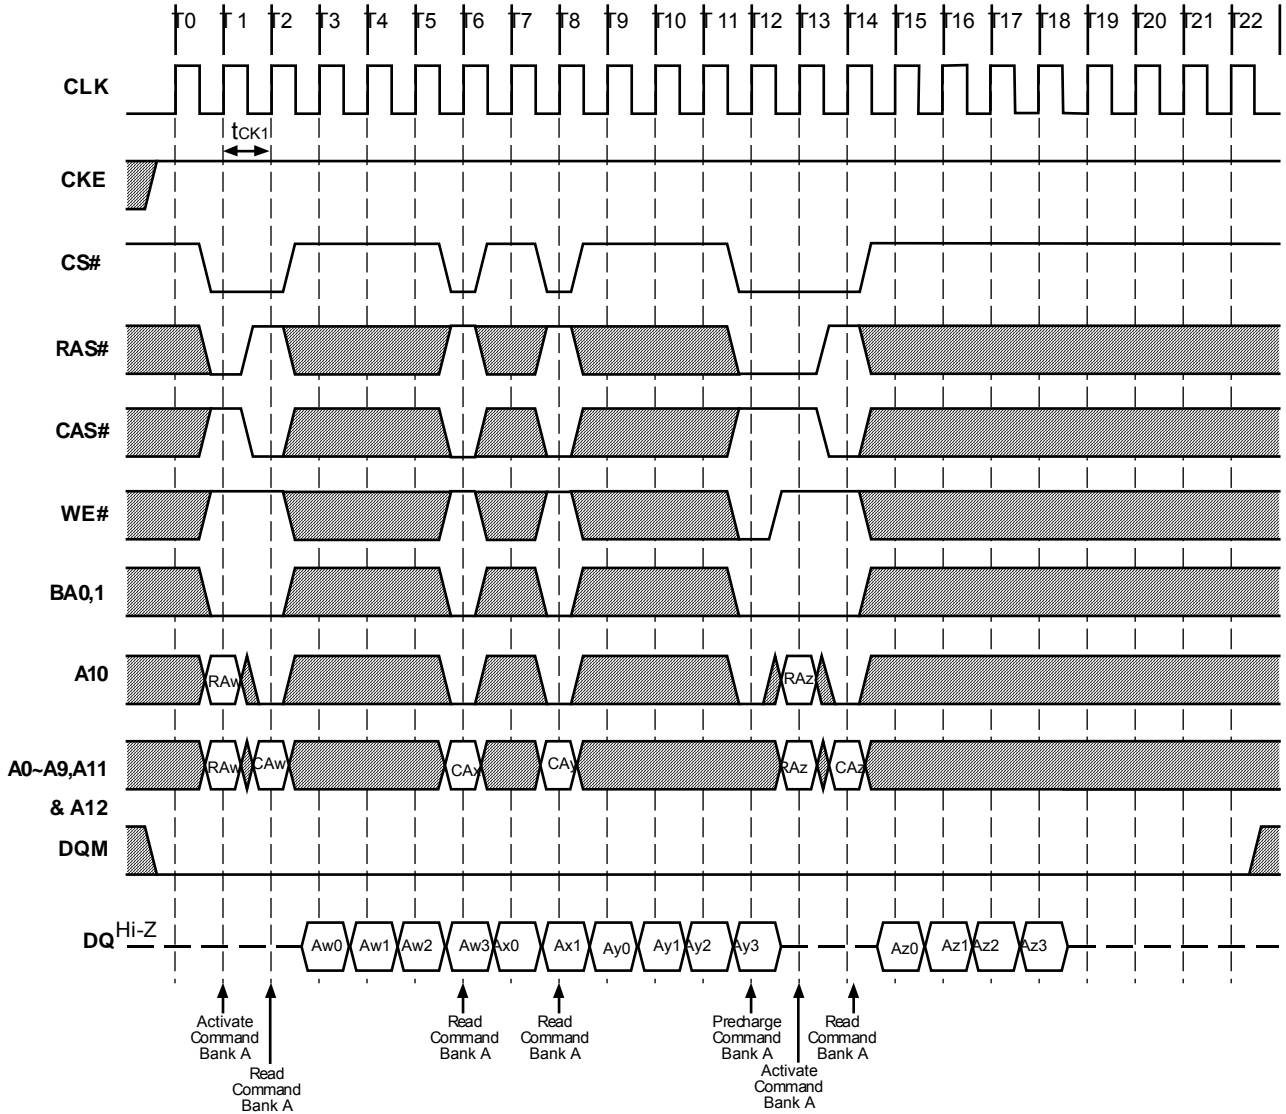 T0 T1 T2 T3 T4 T5 T6 T7 T8 T9 T10 T11 T12 T13 T14 T15 T16 T17 T18 T19 T20 T21 T22
CLK
tCK1
CKE
CS#
RAS#
CAS#
WE#
BA0,1
A10
RAw RAz
A0~A9,A11
& A12
RAw CAw CAx CAy RAz CAz
DQM
DQ Hi-Z
Aw0 Aw1 Aw2 Aw3 Ax0 Ax1 Ay0 Ay1 Ay2 Ay3 Az0 Az1 Az2 Az3
Activate
Command
Bank A
Read
Command
Bank A
Read
Command
Bank A
Read
Command
Bank A
Precharge
Command
Bank A
Activate
Command
Bank A
Read
Command
Bank A